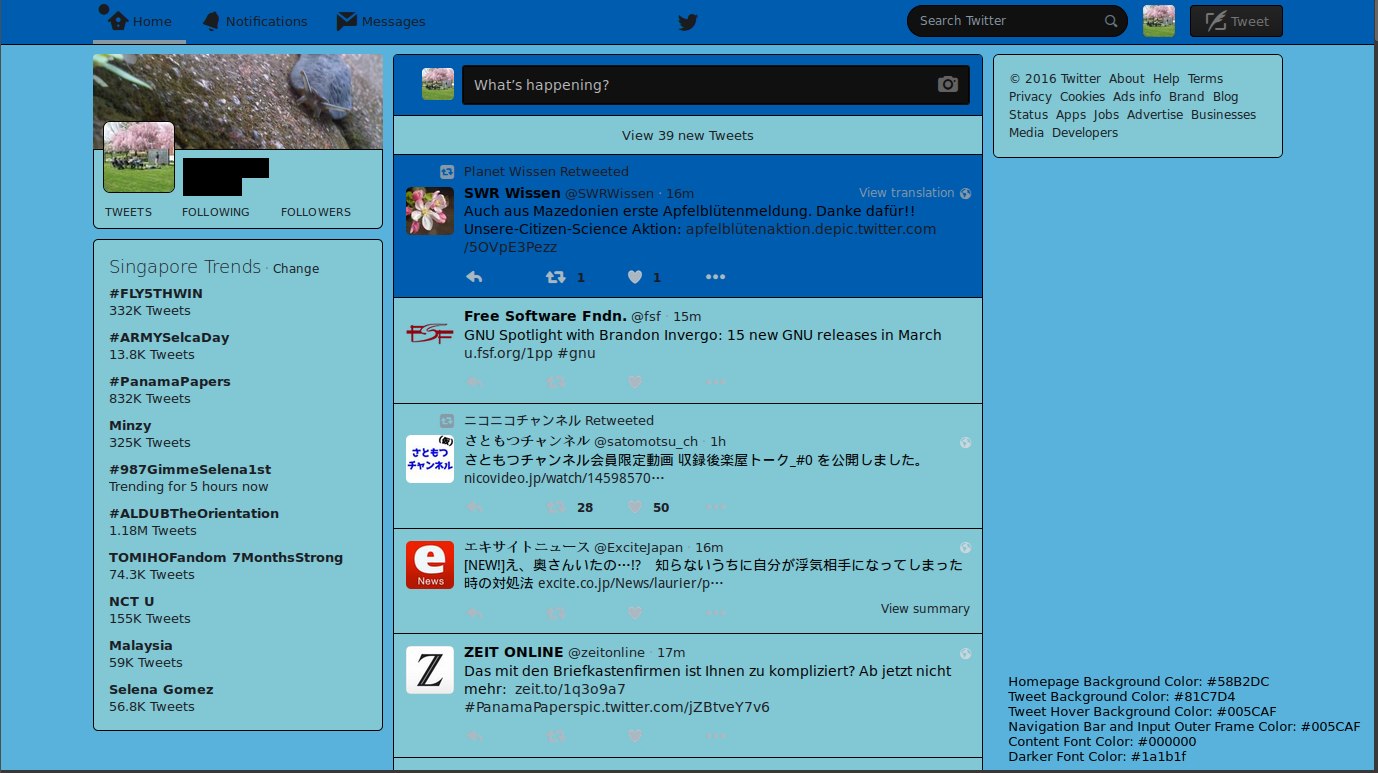 Home Notifications Messages Search Twitter Tweet
TWEETS FOLLOWING FOLLOWERS
Singapore Trends · Change
#FLY5THWIN
332K Tweets
#ARMYSelcaDay
13.8K Tweets
#PanamaPapers
832K Tweets
Minzy
325K Tweets
#987GimmeSelena1st
Trending for 5 hours now
#ALDUBTheOrientation
1.18M Tweets
TOMIHOFandom 7MonthsStrong
74.3K Tweets
NCT U
155K Tweets
Malaysia
59K Tweets
Selena Gomez
56.8K Tweets
What's happening?
View 39 new Tweets
Planet Wissen Retweeted
SWR Wissen @SWRWissen · 16m View translation
Auch aus Mazedonien erste Apfelblütenmeldung. Danke dafür!!
Unsere-Citizen-Science Aktion: apfelblütenaktion.depic.twitter.com
/5OVpE3Pezz
1 1
FSF
Free Software Fndn. @fsf · 15m
GNU Spotlight with Brandon Invergo: 15 new GNU releases in March
u.fsf.org/1pp #gnu
ニコニコチャンネル Retweeted
(仮)
さともつ
チャンネル
さともつチャンネル @satomotsu_ch · 1h
さともつチャンネル会員限定動画 収録後楽屋トーク_#0 を公開しました。
nicovideo.jp/watch/14598570…
28 50
e
News
エキサイトニュース @ExciteJapan · 16m
[NEW!]え、奥さんいたの…!?　知らないうちに自分が浮気相手になってしまった
時の対処法 excite.co.jp/News/laurier/p…
View summary
Z
ZEIT ONLINE @zeitonline · 17m
Das mit den Briefkastenfirmen ist Ihnen zu kompliziert? Ab jetzt nicht
mehr: zeit.to/1q3o9a7
#PanamaPaperspic.twitter.com/jZBtveY7v6
© 2016 Twitter About Help Terms
Privacy Cookies Ads info Brand Blog
Status Apps Jobs Advertise Businesses
Media Developers
Homepage Background Color: #58B2DC
Tweet Background Color: #81C7D4
Tweet Hover Background Color: #005CAF
Navigation Bar and Input Outer Frame Color: #005CAF
Content Font Color: #000000
Darker Font Color: #1a1b1f